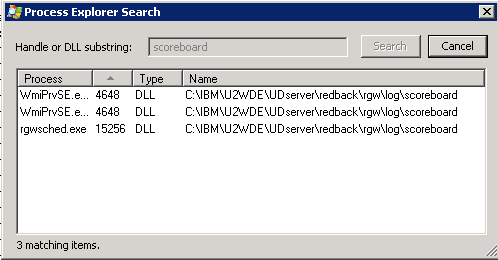 Process Explorer Search
Handle or DLL substring: scoreboard Search Cancel
Process Type Name
WmiPrvSE.e... 4648 DLL C:\IBM\U2WDE\UDserver\redback\rgw\log\scoreboard
WmiPrvSE.e... 4648 DLL C:\IBM\U2WDE\UDserver\redback\rgw\log\scoreboard
rgwsched.exe 15256 DLL C:\IBM\U2WDE\UDserver\redback\rgw\log\scoreboard
3 matching items.